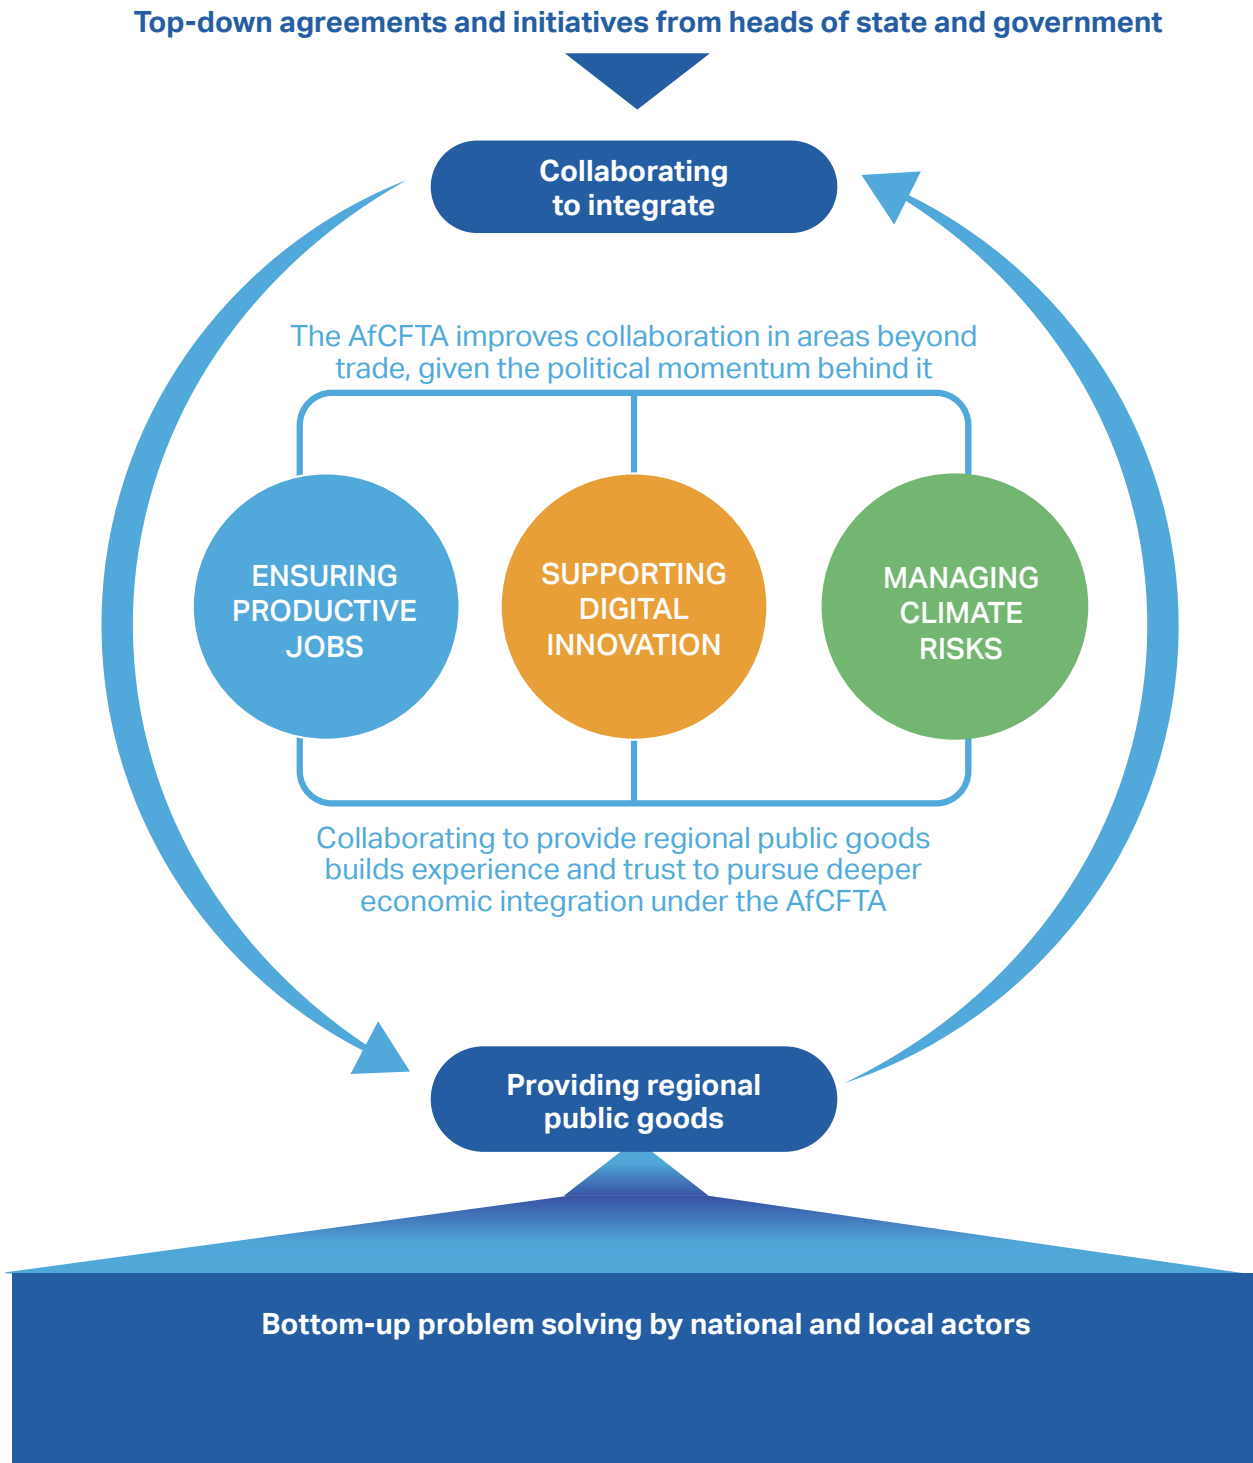 Top-down agreements and initiatives from heads of state and government
Collaborating
to integrate
The AfCFTA improves collaboration in areas beyond
trade, given the political momentum behind it
ENSURING
PRODUCTIVE
JOBS
SUPPORTING
DIGITAL
INNOVATION
MANAGING
CLIMATE
RISKS
Collaborating to provide regional public goods
builds experience and trust to pursue deeper
economic integration under the AfCFTA
Providing regional
public goods
Bottom-up problem solving by national and local actors